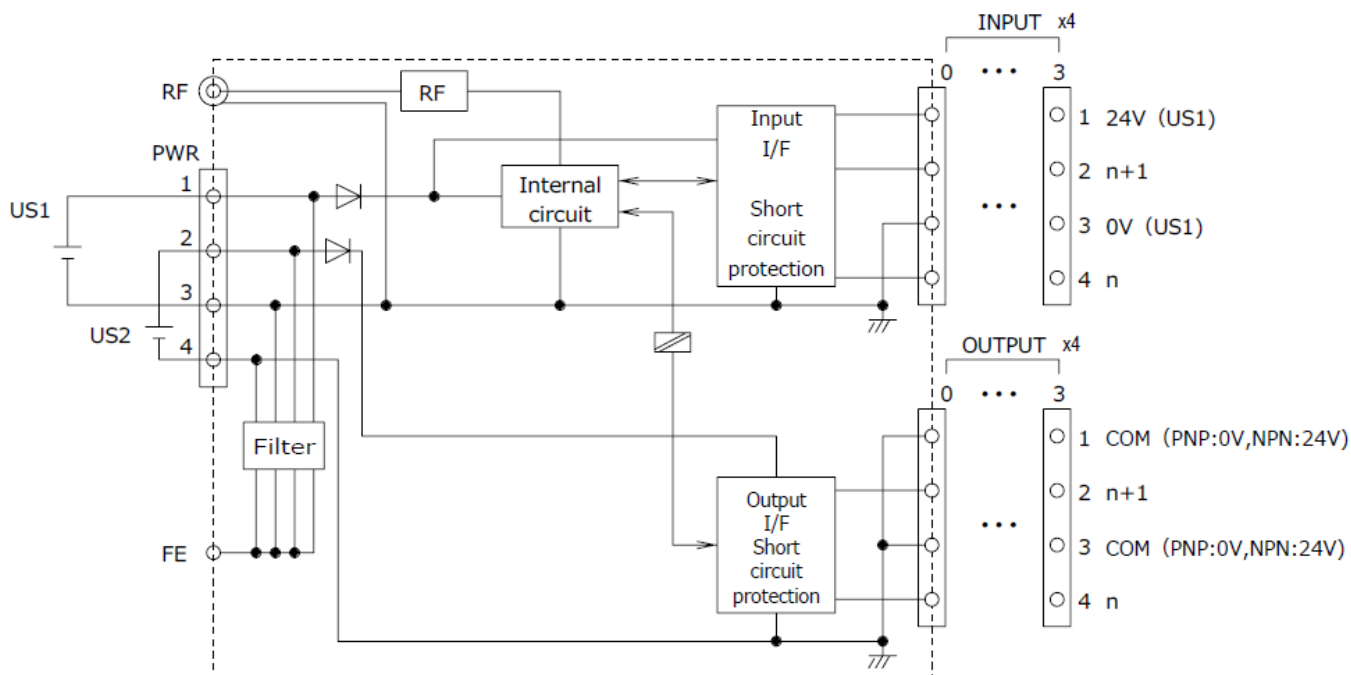 INPUT x4
0 ••• 3
RF
RF
Input
I/F
Short
circuit
protection
1 24V (US1)
2 n+1
3 0V (US1)
4 n
•••
PWR
1
2
3
4
US1
US2
Internal
circuit
Filter
FE
OUTPUT x4
0 ••• 3
Output
I/F
Short
circuit
protection
1 COM (PNP:0V,NPN:24V)
2 n+1
3 COM (PNP:0V,NPN:24V)
4 n
•••